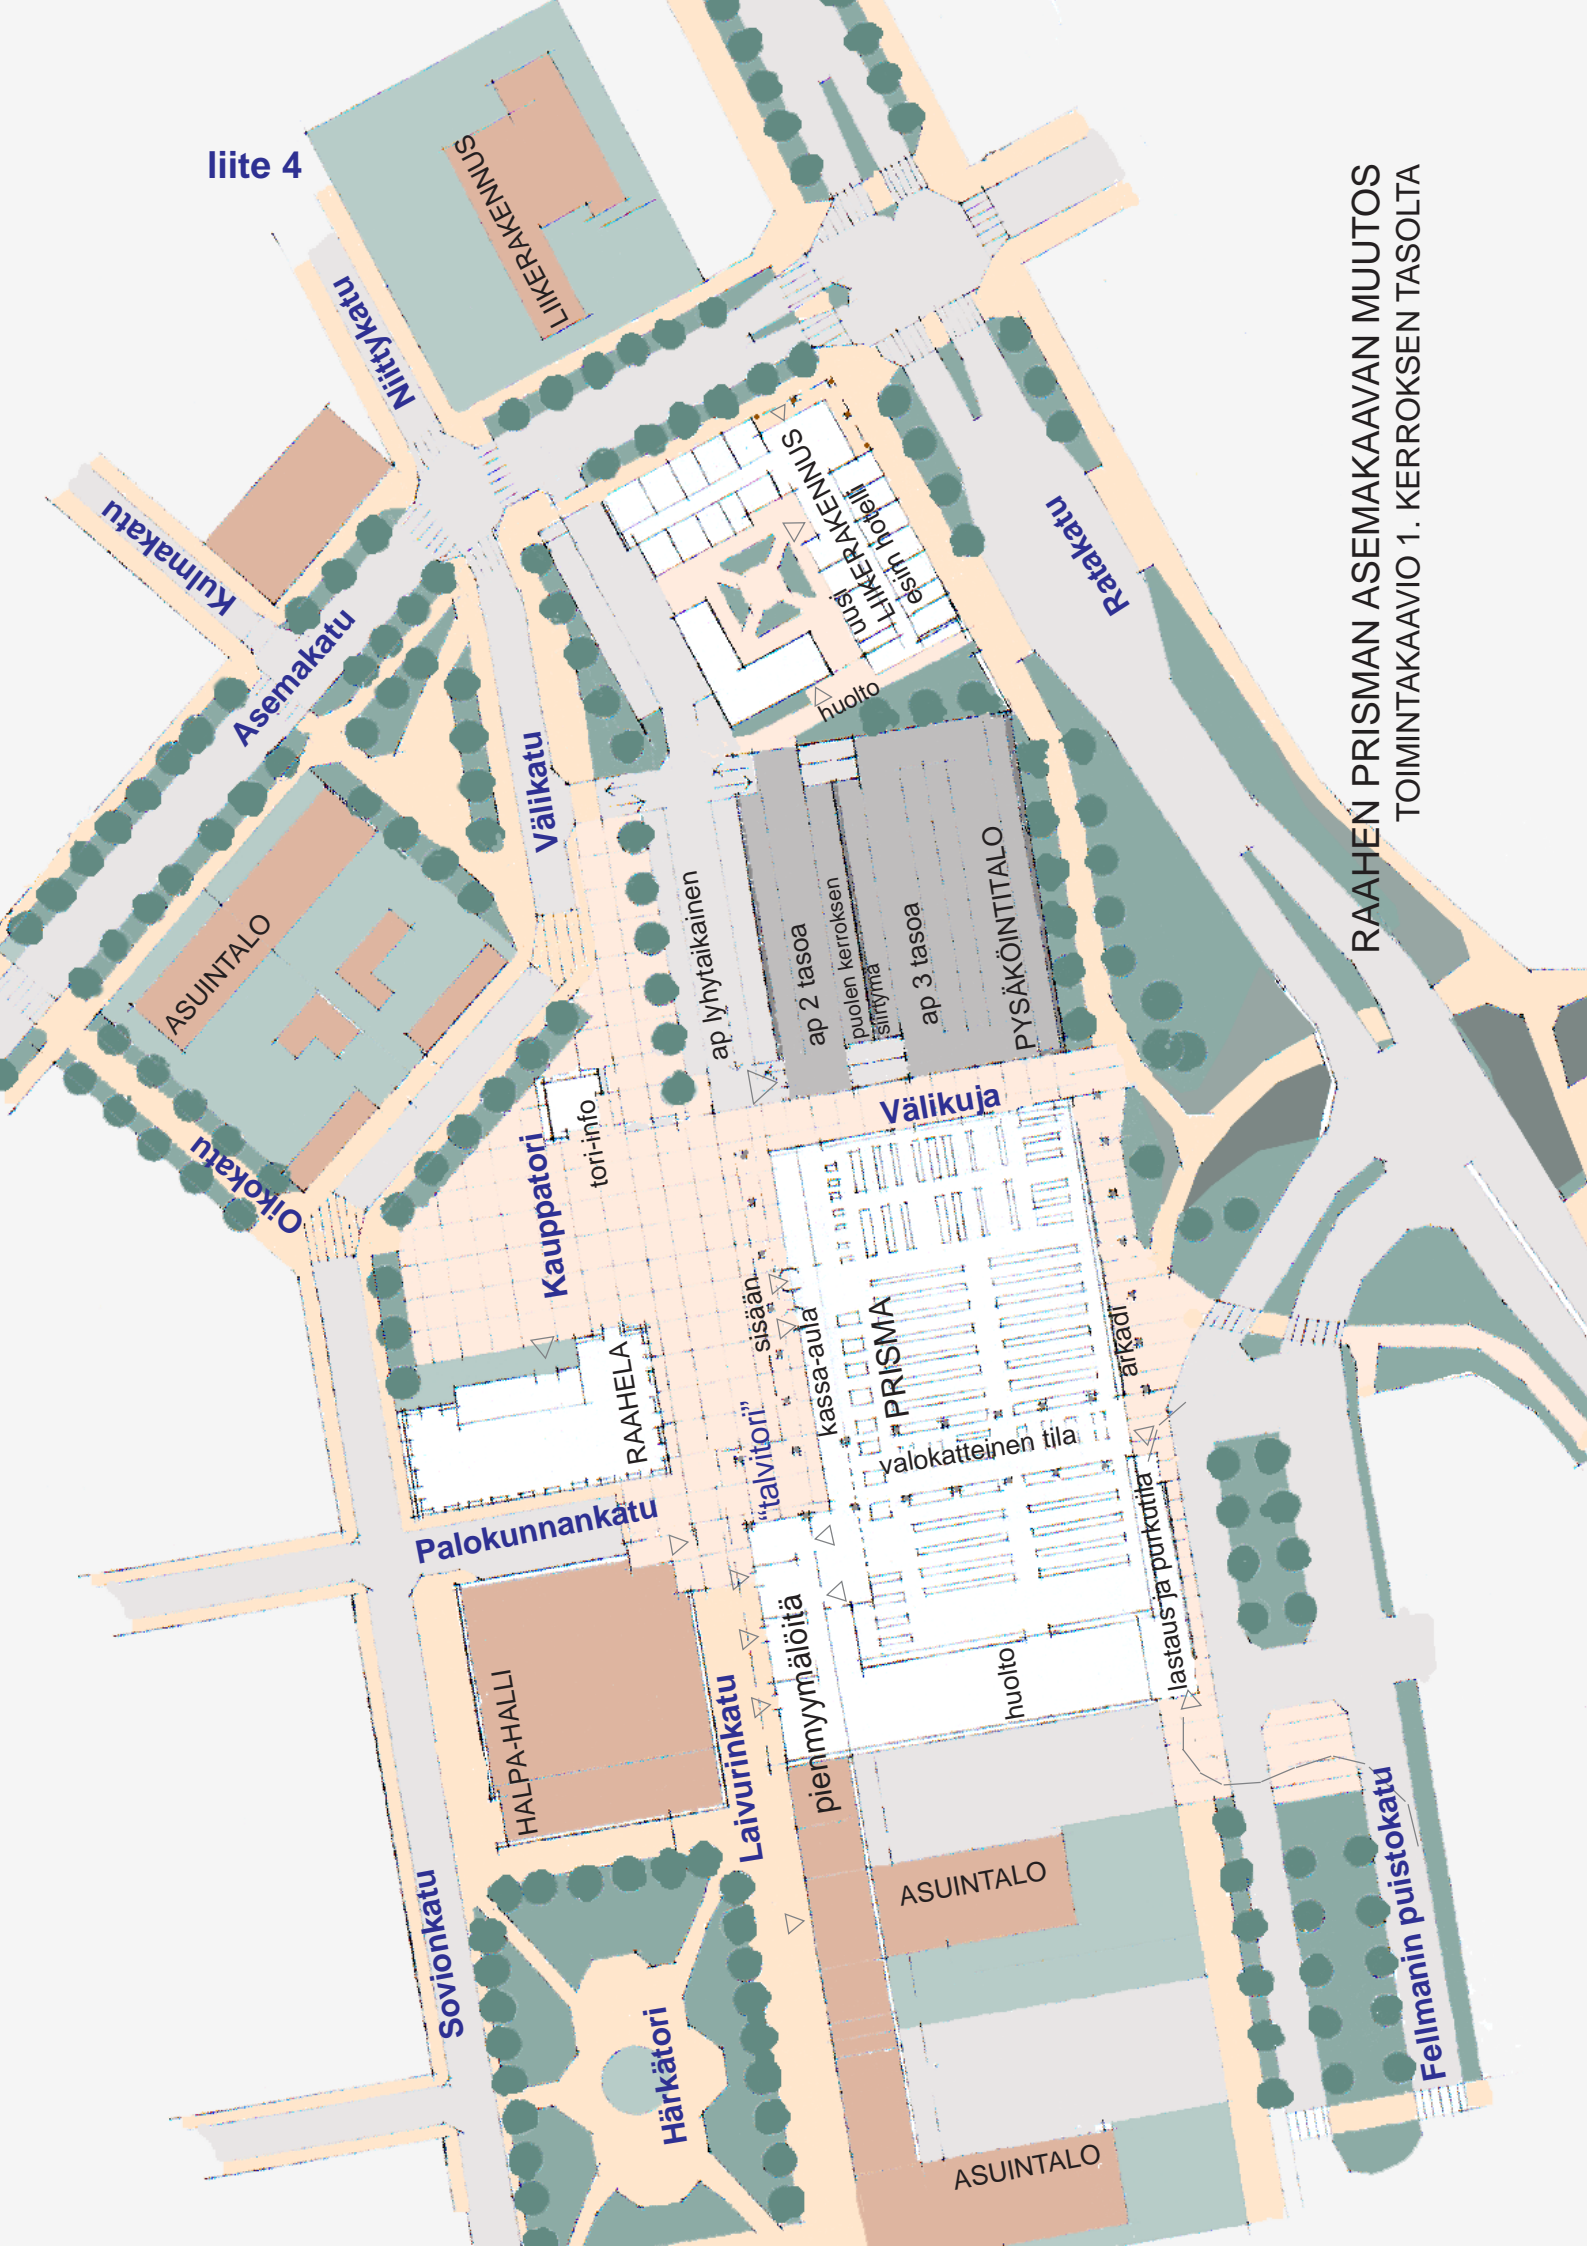 liite 4
RAAHEN PRISMAN ASEMAKAAVAN MUUTOS
TOIMINTAKAAVIO 1. KERROKSEN TASOLTA
LIIKERAKENNUS
Niittykatu
Kulmakatu
Asemakatu
Välikatu
Ratakatu
uusi
LIIKERAKENNUS
esim hotelli
huolto
ASUINTALO
Oikokatu
ap lyhytaikainen
ap 2 tasoa
puolen kerroksen
siirtymä
ap 3 tasoa
PYSÄKÖINTITALO
Välikuja
Kauppatori
tori-info
RAAHELA
sisään
"talvitori"
kassa-aula
PRISMA
valokatteinen tila
arkadi
Palokunnankatu
HALPA-HALLI
Laivurinkatu
pienmyymälöitä
huolto
lastaus ja purkutila
Sovionkatu
Härkätori
ASUINTALO
ASUINTALO
Fellmanin puistokatu